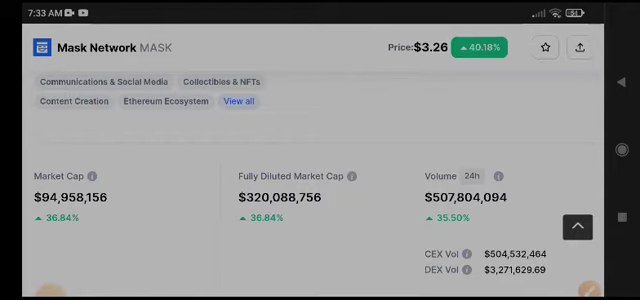 7:33 AM
Mask Network MASK
Price:$3.26 40.18%
Communications & Social Media Collectibles & NFTs
Content Creation Ethereum Ecosystem View all
Market Cap Fully Diluted Market Cap Volume 24h
$94,958,156 $320,088,756 $507,804,094
36.84% 36.84% 35.50%
CEX Vol $504,532,464
DEX Vol $3,271,629.69